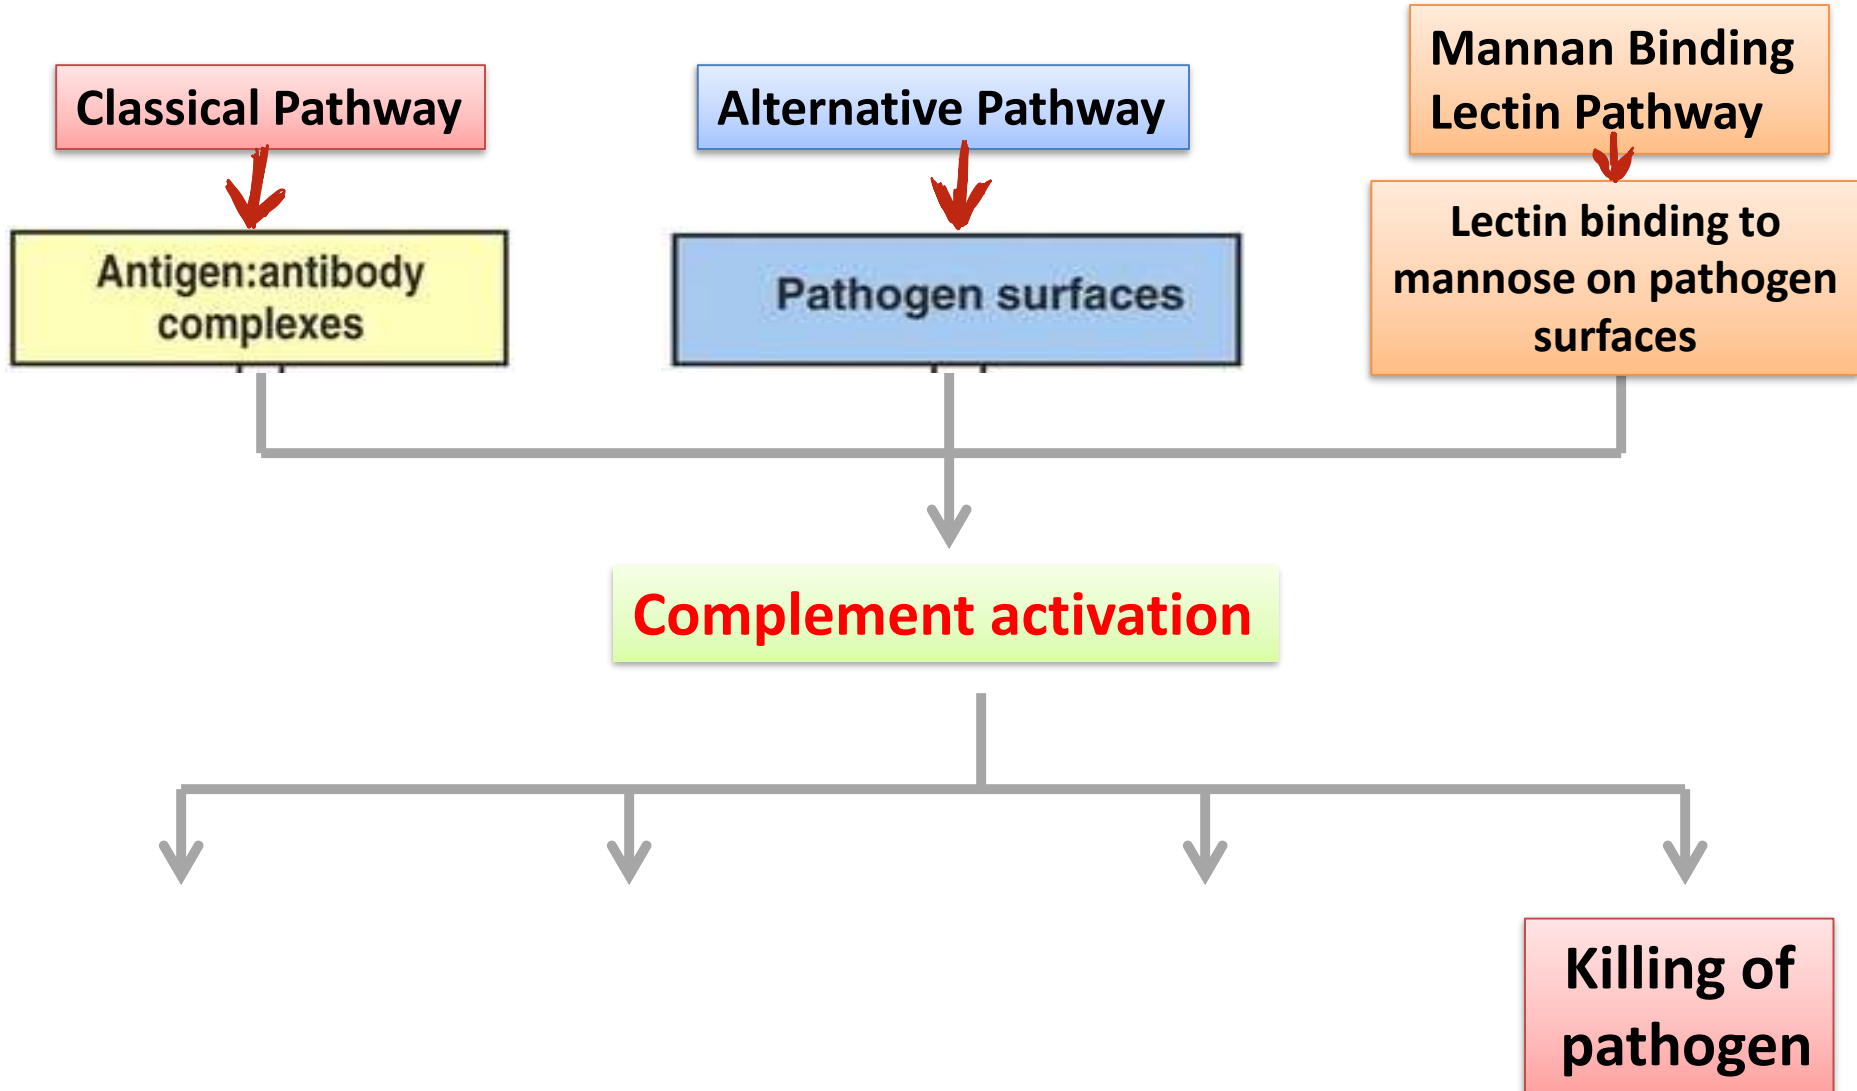 Classical Pathway
Alternative Pathway
Mannan Binding
Lectin Pathway
Antigen:antibody
complexes
Pathogen surfaces
Lectin binding to
mannose on pathogen
surfaces
Complement activation
Killing of
pathogen